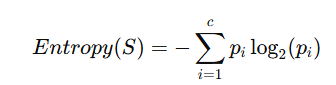 Entropy(S) = − ∑_{i=1}^{c} p_i log_2(p_i)